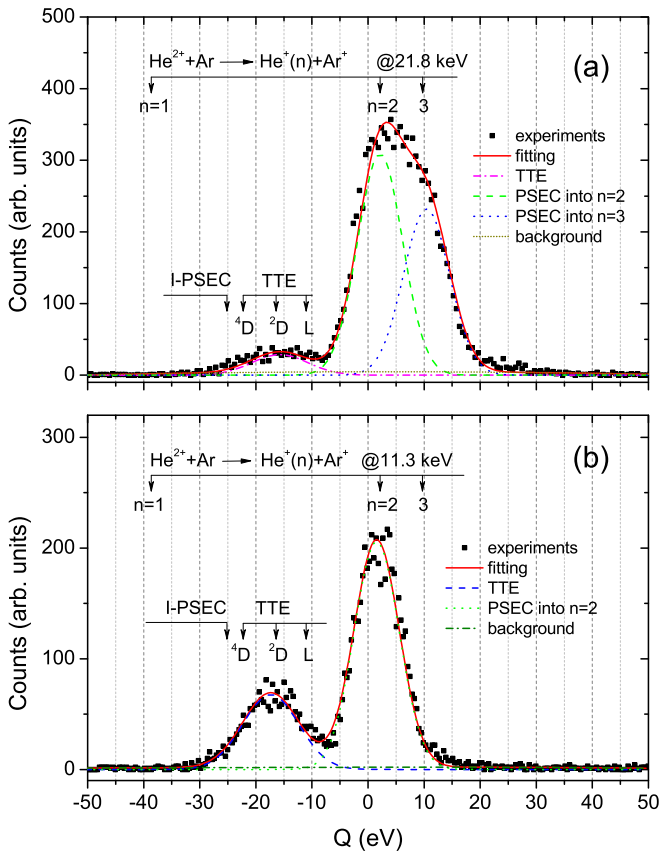 500
400
300
200
100
0
Counts (arb. units)
He²⁺+Ar → He⁺(n)+Ar⁺ @21.8 keV
(a)
n=1
n=2
3
experiments
fitting
TTE
PSEC into n=2
PSEC into n=3
background
I-PSEC
TTE
⁴D
²D
L
300
200
100
0
Counts (arb. units)
He²⁺+Ar → He⁺(n)+Ar⁺ @11.3 keV
(b)
n=1
n=2
3
experiments
fitting
TTE
PSEC into n=2
background
I-PSEC
TTE
⁴D
²D
L
-50 -40 -30 -20 -10 0 10 20 30 40 50
Q (eV)